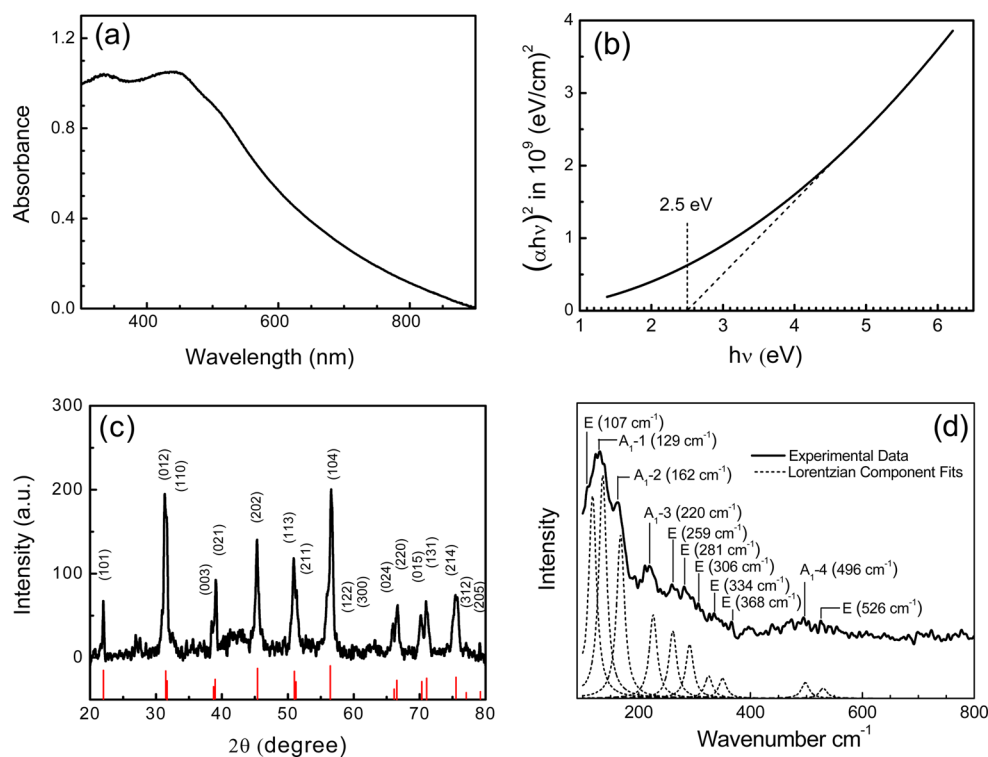 (a)
1.2
0.8
0.4
0.0
Absorbance
400
600
800
Wavelength (nm)
(b)
4
3
2
1
0
(αhν)² in 10⁹ (eV/cm)²
2.5 eV
1
2
3
4
5
6
hν (eV)
(c)
300
200
100
0
Intensity (a.u.)
(101)
(012)
(110)
(003)
(021)
(202)
(113)
(211)
(104)
(122)
(300)
(024)
(220)
(015)
(131)
(214)
(312)
(205)
20
30
40
50
60
70
80
2θ (degree)
(d)
Intensity
E (107 cm⁻¹)
A₁-1 (129 cm⁻¹)
A₁-2 (162 cm⁻¹)
A₁-3 (220 cm⁻¹)
E (259 cm⁻¹)
E (281 cm⁻¹)
E (306 cm⁻¹)
E (334 cm⁻¹)
E (368 cm⁻¹)
A₁-4 (496 cm⁻¹)
E (526 cm⁻¹)
Experimental Data
Lorentzian Component Fits
200
400
600
800
Wavenumber cm⁻¹